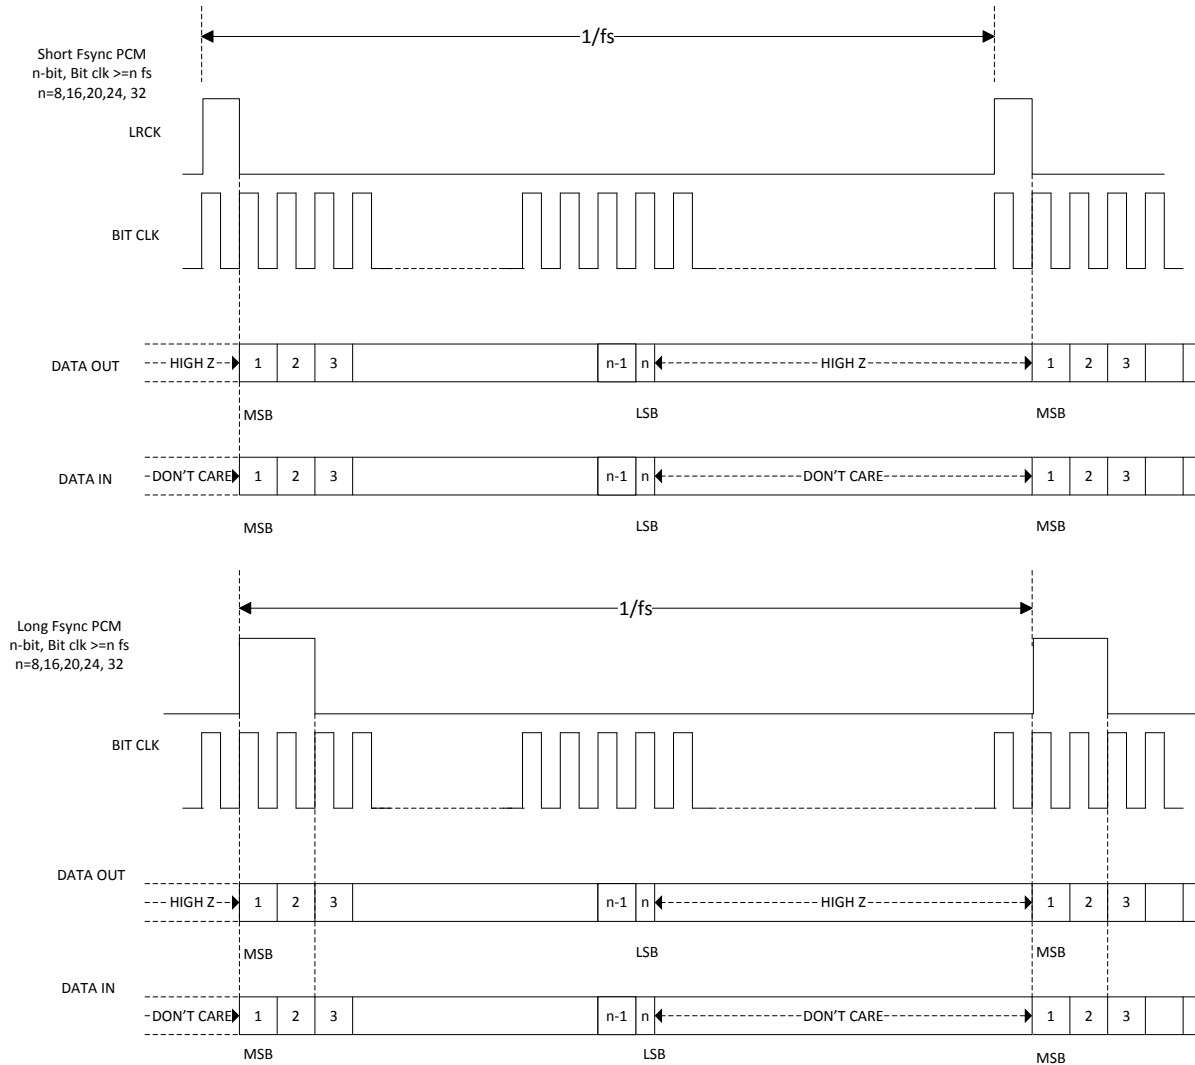 1/fs
Short Fsync PCM
n-bit, Bit clk >=n fs
n=8,16,20,24, 32
LRCK
BIT CLK
DATA OUT HIGH Z 1 2 3 n-1 n HIGH Z 1 2 3
MSB LSB MSB
DATA IN DON'T CARE 1 2 3 n-1 n DON'T CARE 1 2 3
MSB LSB MSB
1/fs
Long Fsync PCM
n-bit, Bit clk >=n fs
n=8,16,20,24, 32
BIT CLK
DATA OUT
HIGH Z 1 2 3 n-1 n HIGH Z 1 2 3
MSB LSB MSB
DATA IN
DON'T CARE 1 2 3 n-1 n DON'T CARE 1 2 3
MSB LSB MSB